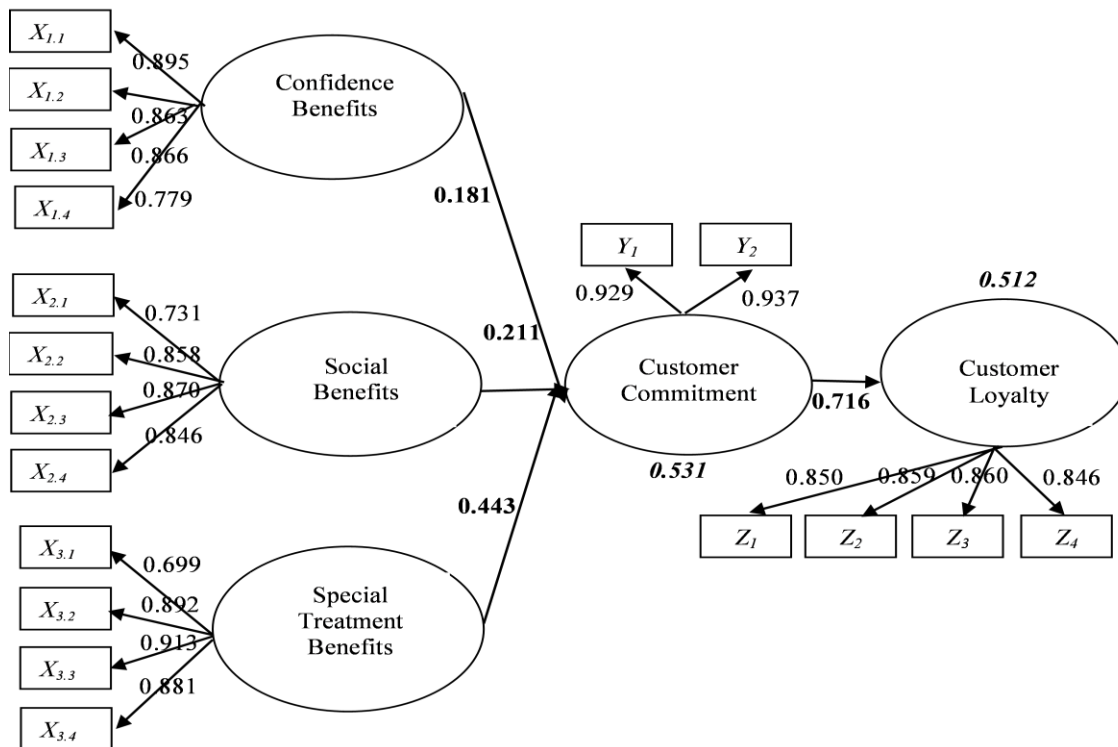 X1.1
0.895
X1.2
0.863
X1.3
0.866
X1.4
0.779
Confidence
Benefits
0.181
X2.1
0.731
X2.2
0.858
X2.3
0.870
X2.4
0.846
Social
Benefits
0.211
X3.1
0.699
X3.2
0.892
X3.3
0.913
X3.4
0.881
Special
Treatment
Benefits
0.443
Y1
Y2
0.929
0.937
Customer
Commitment
0.531
0.716
0.512
Customer
Loyalty
0.850
0.859
0.860
0.846
Z1
Z2
Z3
Z4